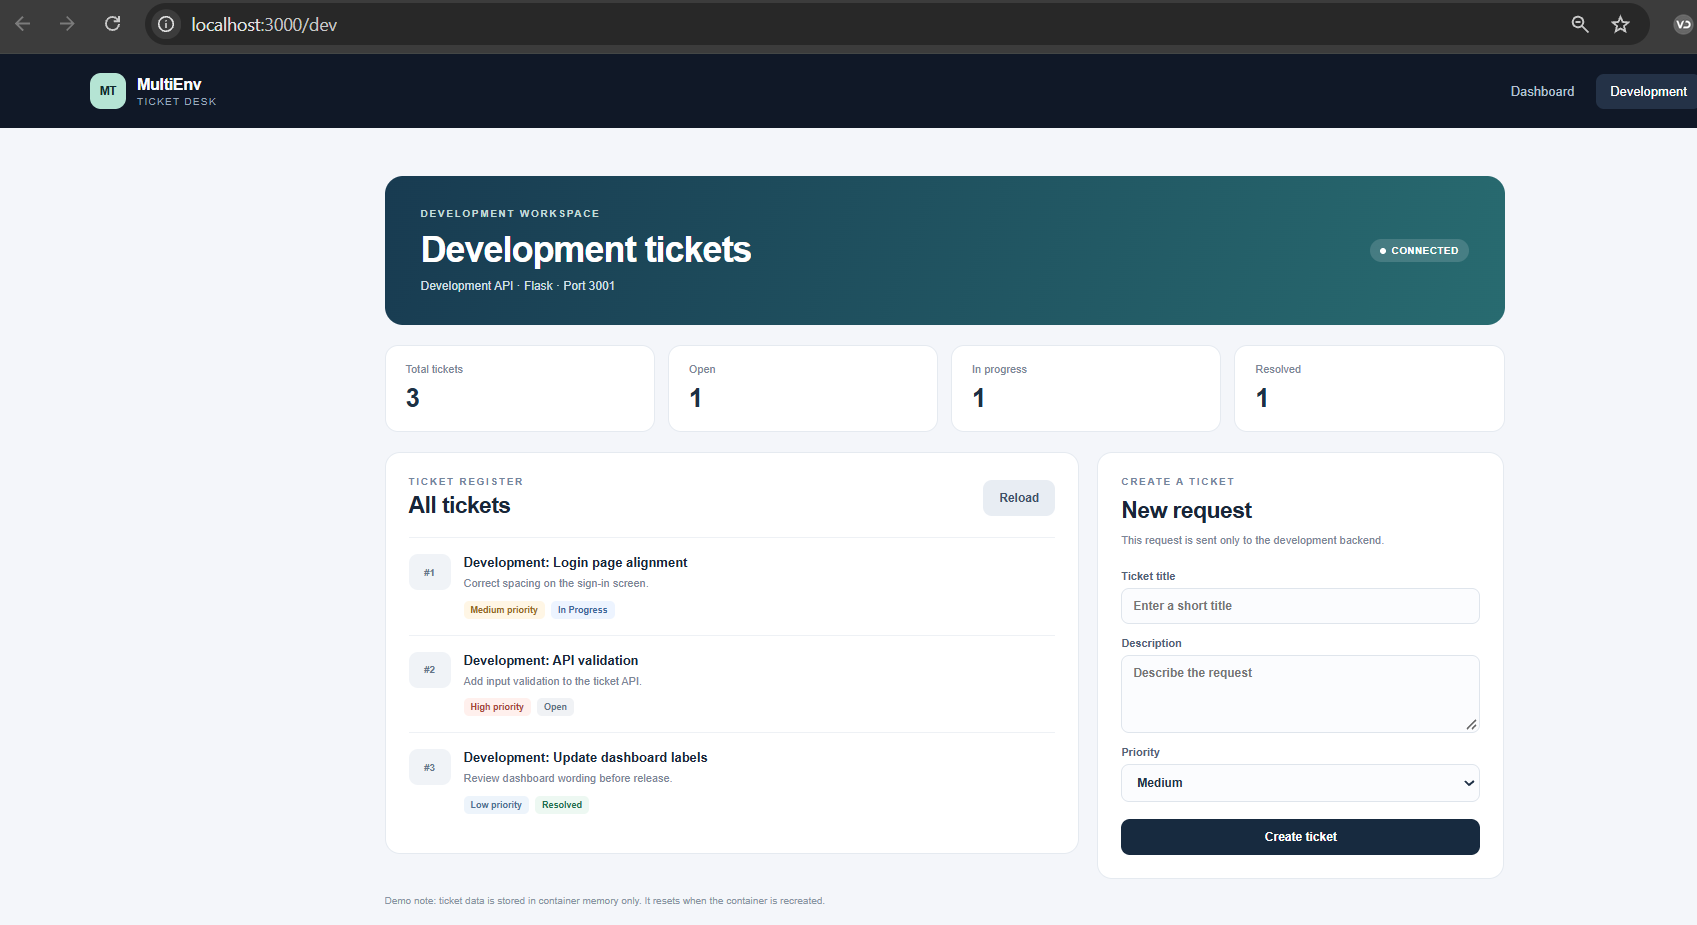 localhost:3000/dev
VD
MT
MultiEnv
TICKET DESK
Dashboard
Development
DEVELOPMENT WORKSPACE
Development tickets
Development API · Flask · Port 3001
CONNECTED
Total tickets
3
Open
1
In progress
1
Resolved
1
TICKET REGISTER
All tickets
Reload
#1
Development: Login page alignment
Correct spacing on the sign-in screen.
Medium priority
In Progress
#2
Development: API validation
Add input validation to the ticket API.
High priority
Open
#3
Development: Update dashboard labels
Review dashboard wording before release.
Low priority
Resolved
CREATE A TICKET
New request
This request is sent only to the development backend.
Ticket title
Enter a short title
Description
Describe the request
Priority
Medium
Create ticket
Demo note: ticket data is stored in container memory only. It resets when the container is recreated.